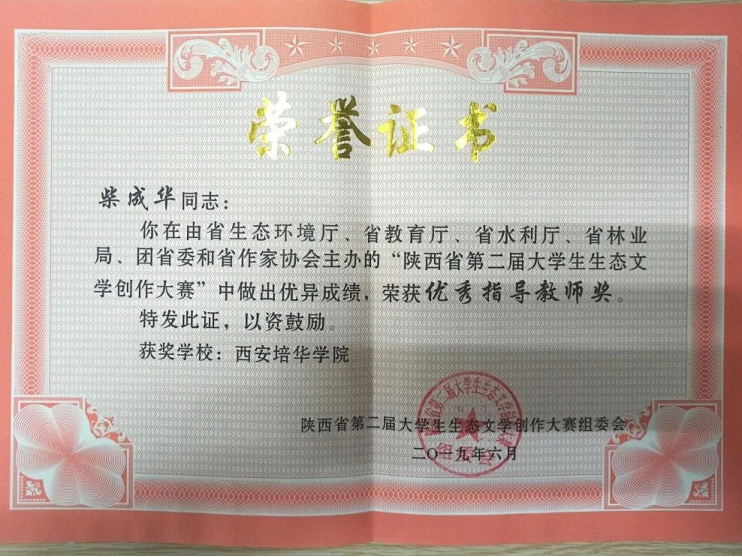 荣誉证书
柴成华同志：
你在由省生态环境厅、省教育厅、省水利厅、省林业
局、团省委和省作家协会主办的“陕西省第二届大学生生态文
学创作大赛”中做出优异成绩，荣获优秀指导教师奖。
特发此证，以资鼓励。
获奖学校：西安培华学院
陕西省第二届大学生生态文学创作大赛组委会
二〇一九年六月